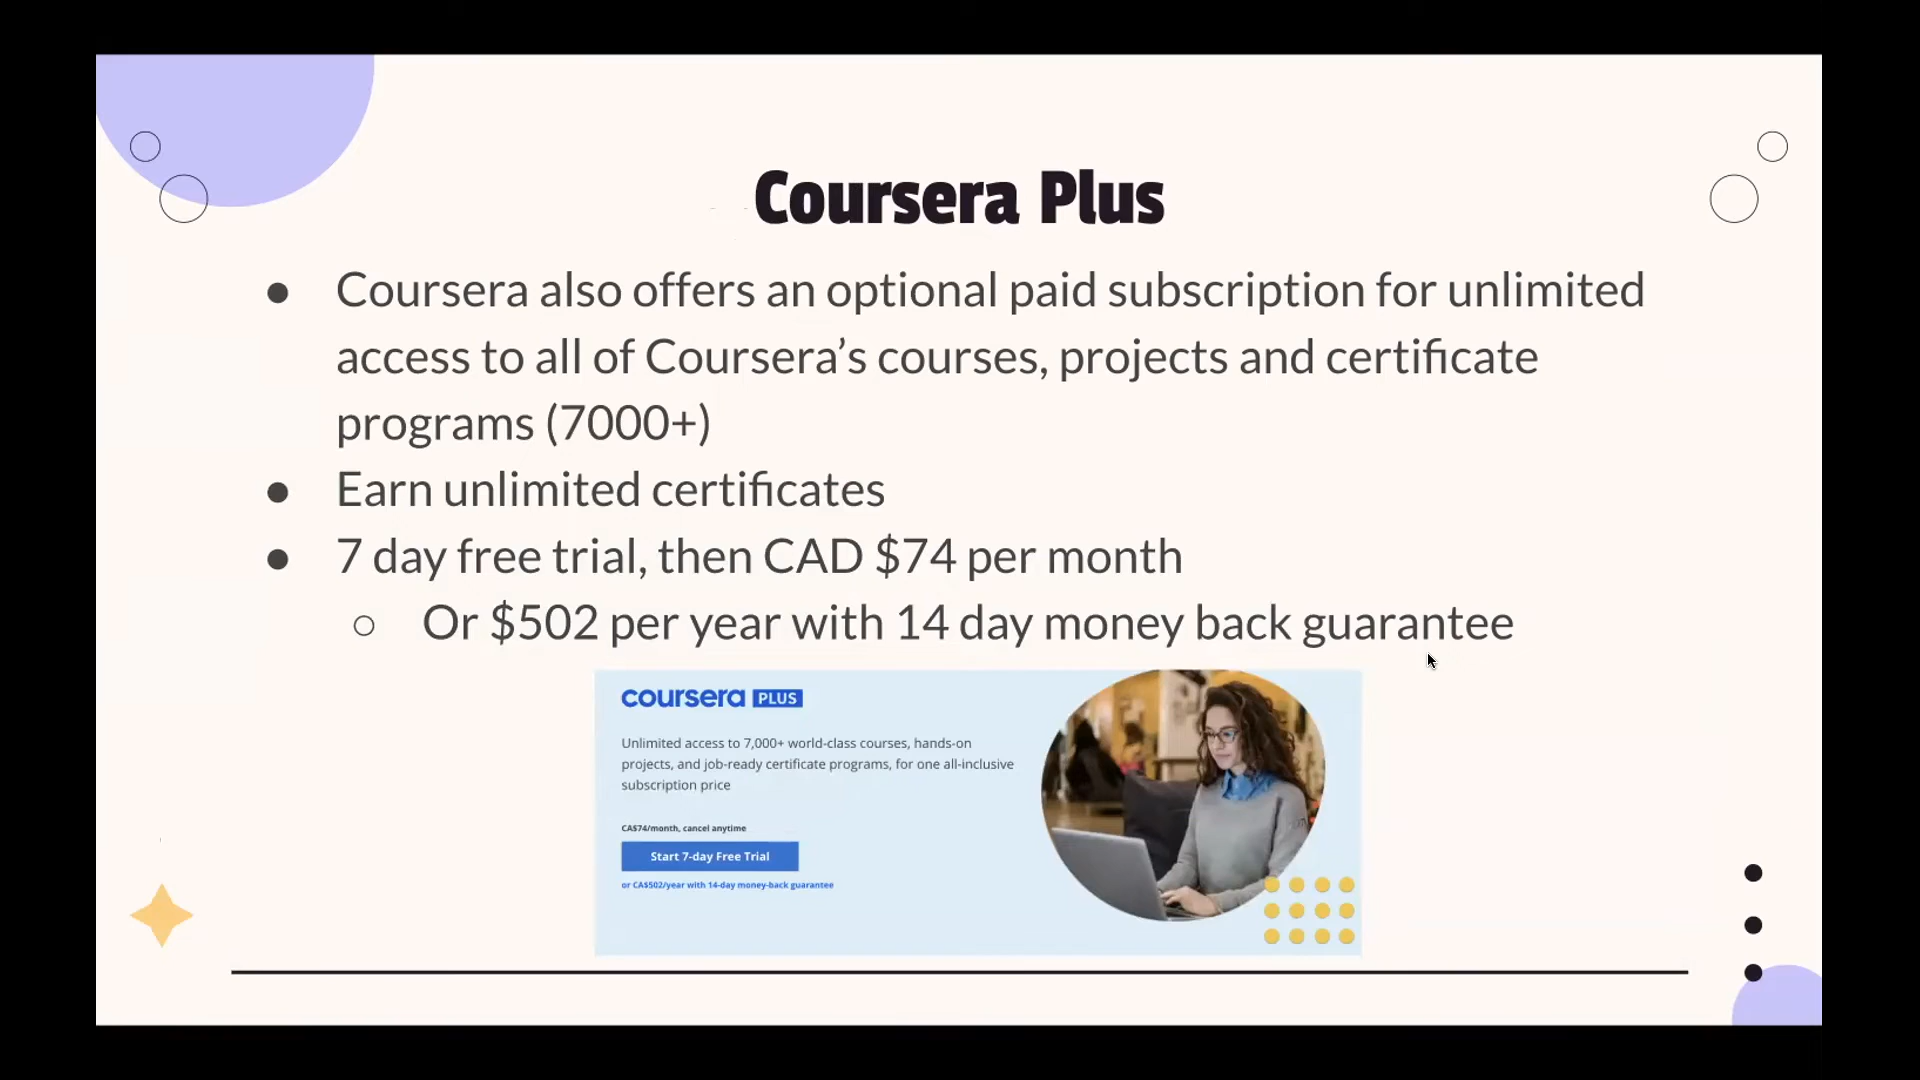 Coursera Plus
● Coursera also offers an optional paid subscription for unlimited
access to all of Coursera’s courses, projects and certificate
programs (7000+)
● Earn unlimited certificates
● 7 day free trial, then CAD $74 per month
○ Or $502 per year with 14 day money back guarantee
coursera PLUS
Unlimited access to 7,000+ world-class courses, hands-on
projects, and job-ready certificate programs, for one all-inclusive
subscription price
CA$74/month, cancel anytime
Start 7-day Free Trial
or CA$502/year with 14-day money-back guarantee